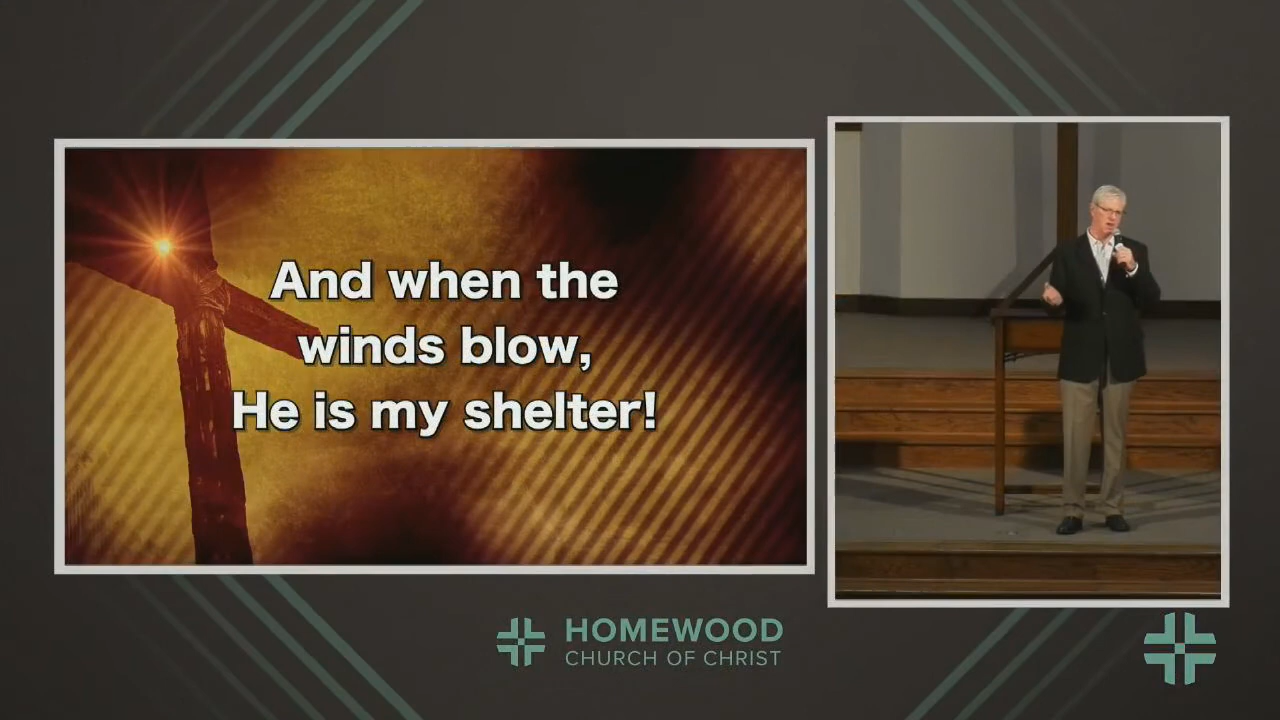 And when the
winds blow,
He is my shelter!
HOMEWOOD
CHURCH OF CHRIST